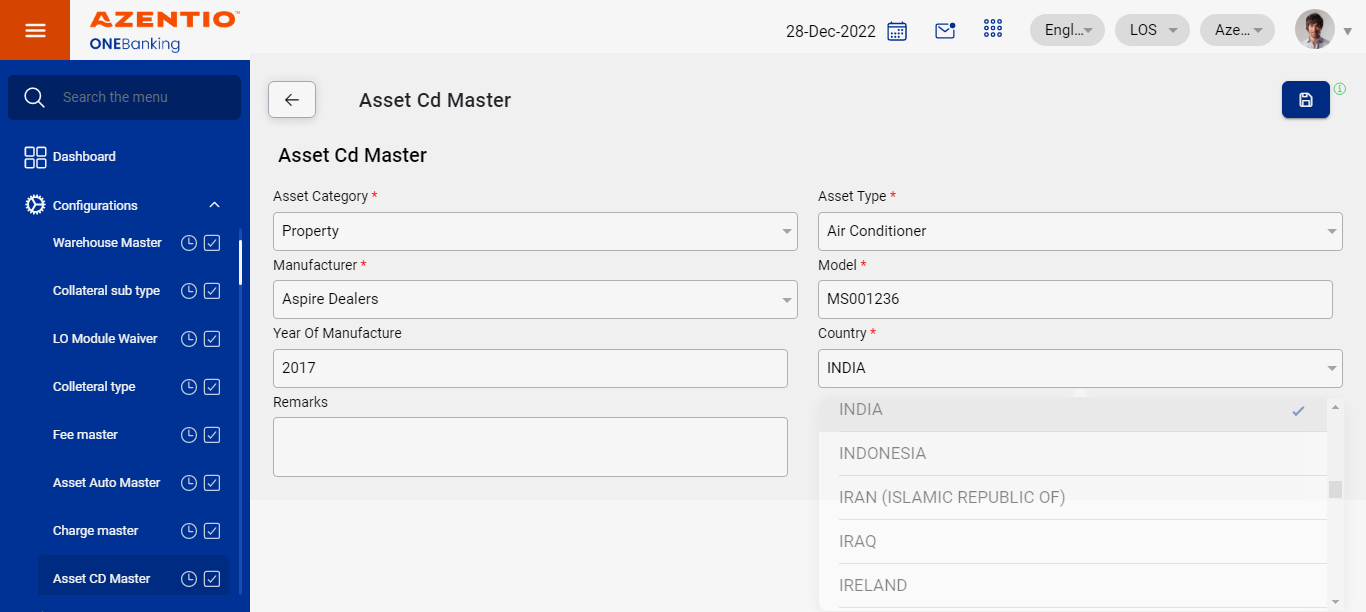 AZENTIO™
ONEBanking
28-Dec-2022
Engl...
LOS
Aze...
Search the menu
Dashboard
Configurations
Warehouse Master
Collateral sub type
LO Module Waiver
Colleteral type
Fee master
Asset Auto Master
Charge master
Asset CD Master
Asset Cd Master
Asset Cd Master
Asset Category *
Property
Asset Type *
Air Conditioner
Manufacturer *
Aspire Dealers
Model *
MS001236
Year Of Manufacture
2017
Country *
INDIA
Remarks
INDIA
INDONESIA
IRAN (ISLAMIC REPUBLIC OF)
IRAQ
IRELAND